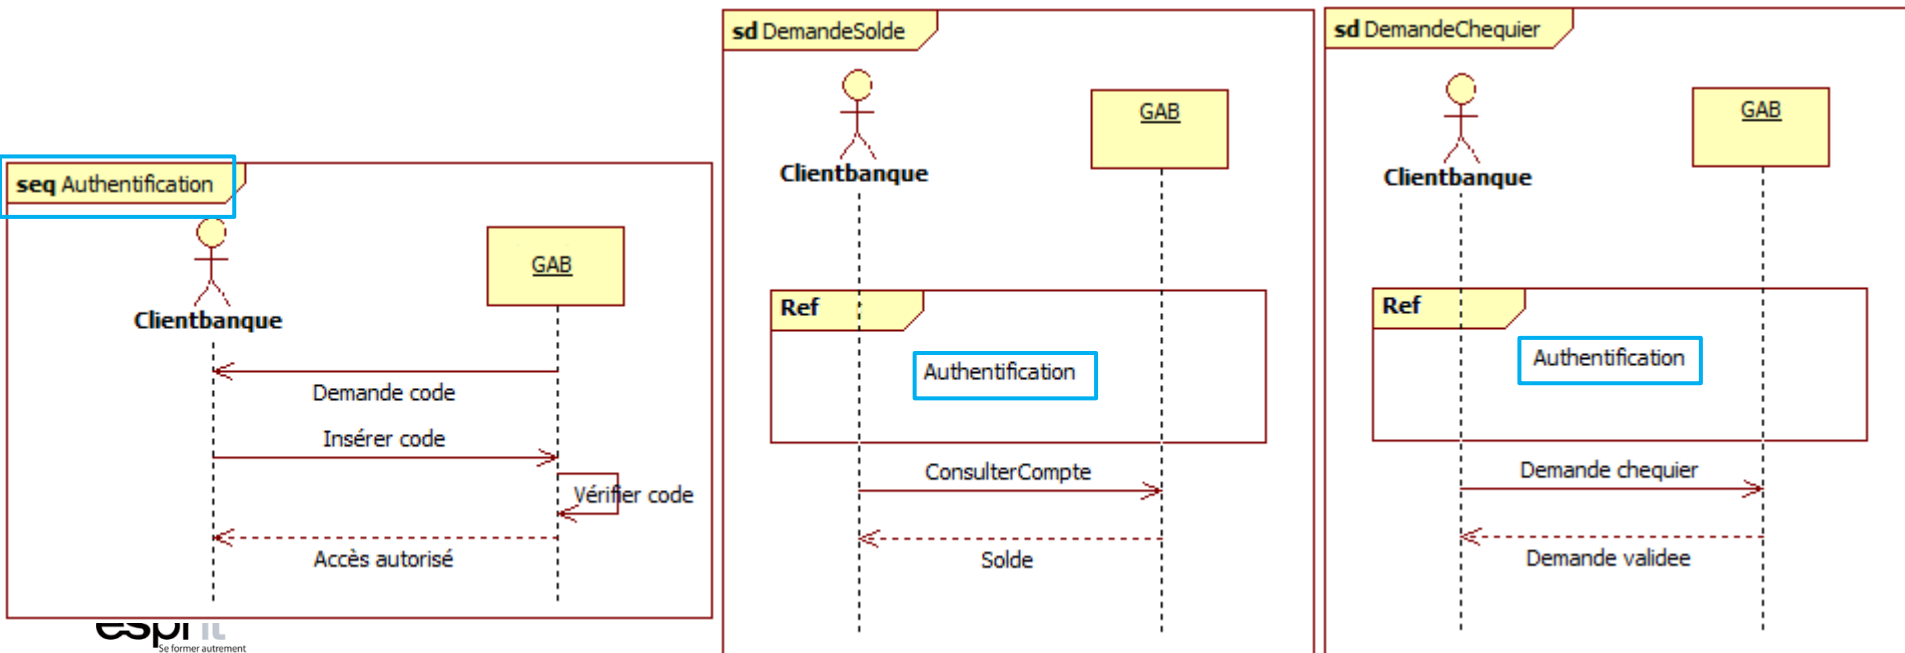 seq Authentification
GAB
Clientbanque
Demande code
Insérer code
Vérifier code
Accès autorisé
esprit
Se former autrement
sd DemandeSolde
GAB
Clientbanque
Ref
Authentification
ConsulterCompte
Solde
sd DemandeChequier
GAB
Clientbanque
Ref
Authentification
Demande chequier
Demande validee